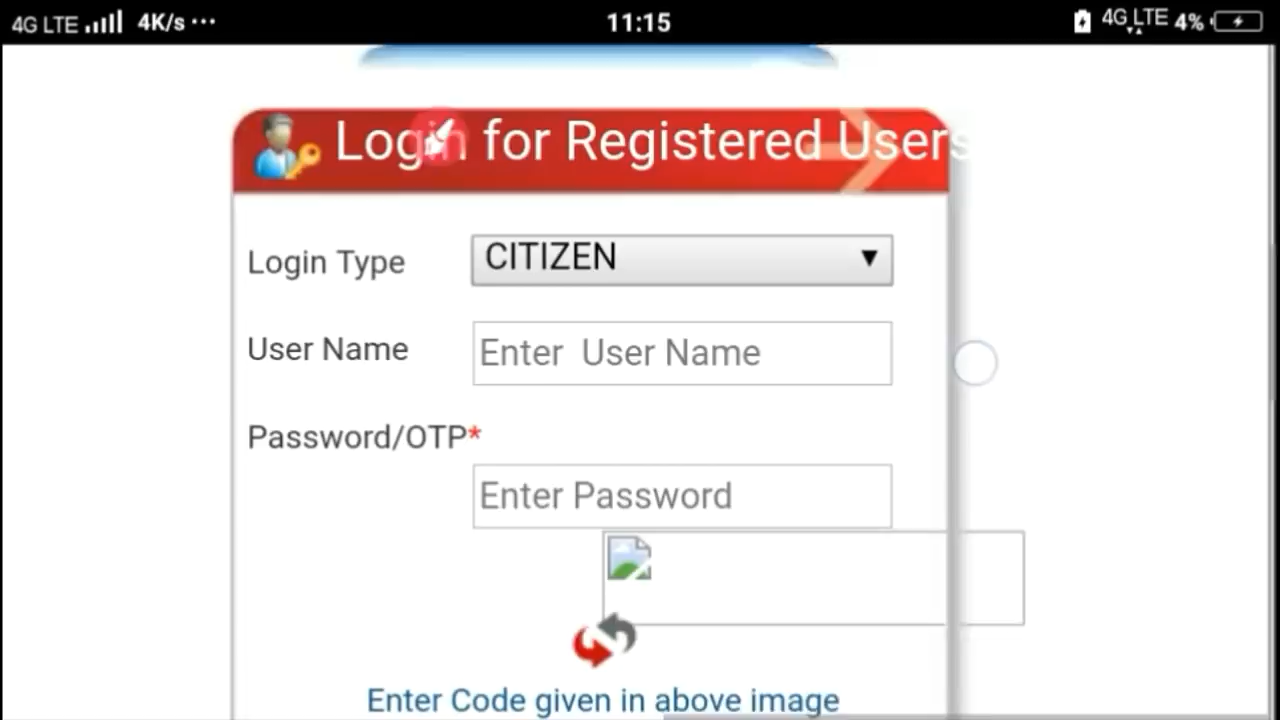 4G LTE 4K/s ... 11:15 4G LTE 4%
Login for Registered Users
Login Type CITIZEN
User Name Enter User Name
Password/OTP*
Enter Password
Enter Code given in above image